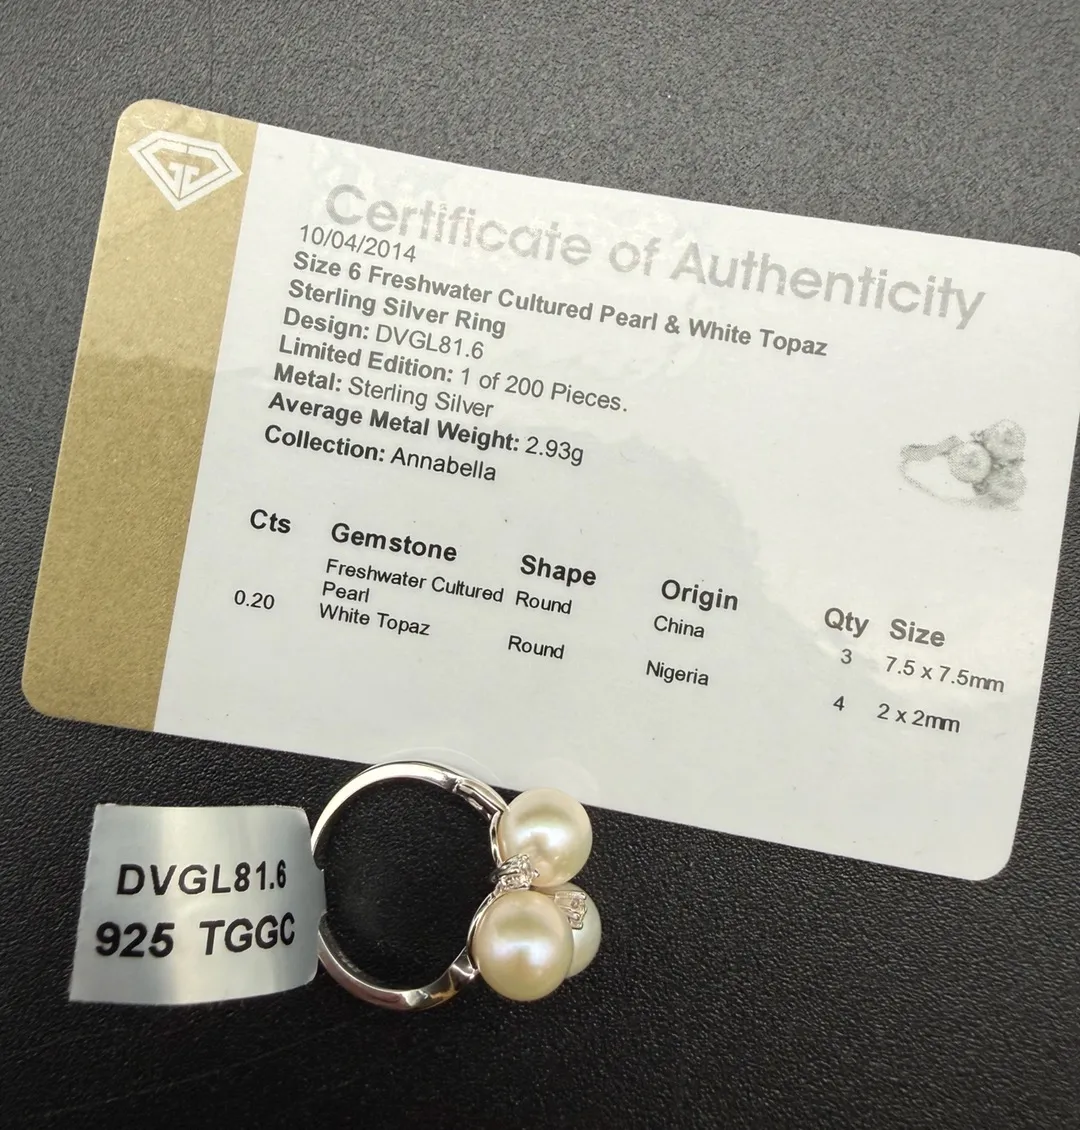 Certificate of Authenticity
10/04/2014
Size 6 Freshwater Cultured Pearl & White Topaz
Sterling Silver Ring
Design: DVGL81.6
Limited Edition: 1 of 200 Pieces.
Metal: Sterling Silver
Average Metal Weight: 2.93g
Collection: Annabella
Cts Gemstone Shape Origin Qty Size
Freshwater Cultured Pearl Round China 3 7.5 x 7.5mm
0.20 White Topaz Round Nigeria 4 2 x 2mm
DVGL81.6
925 TGGC